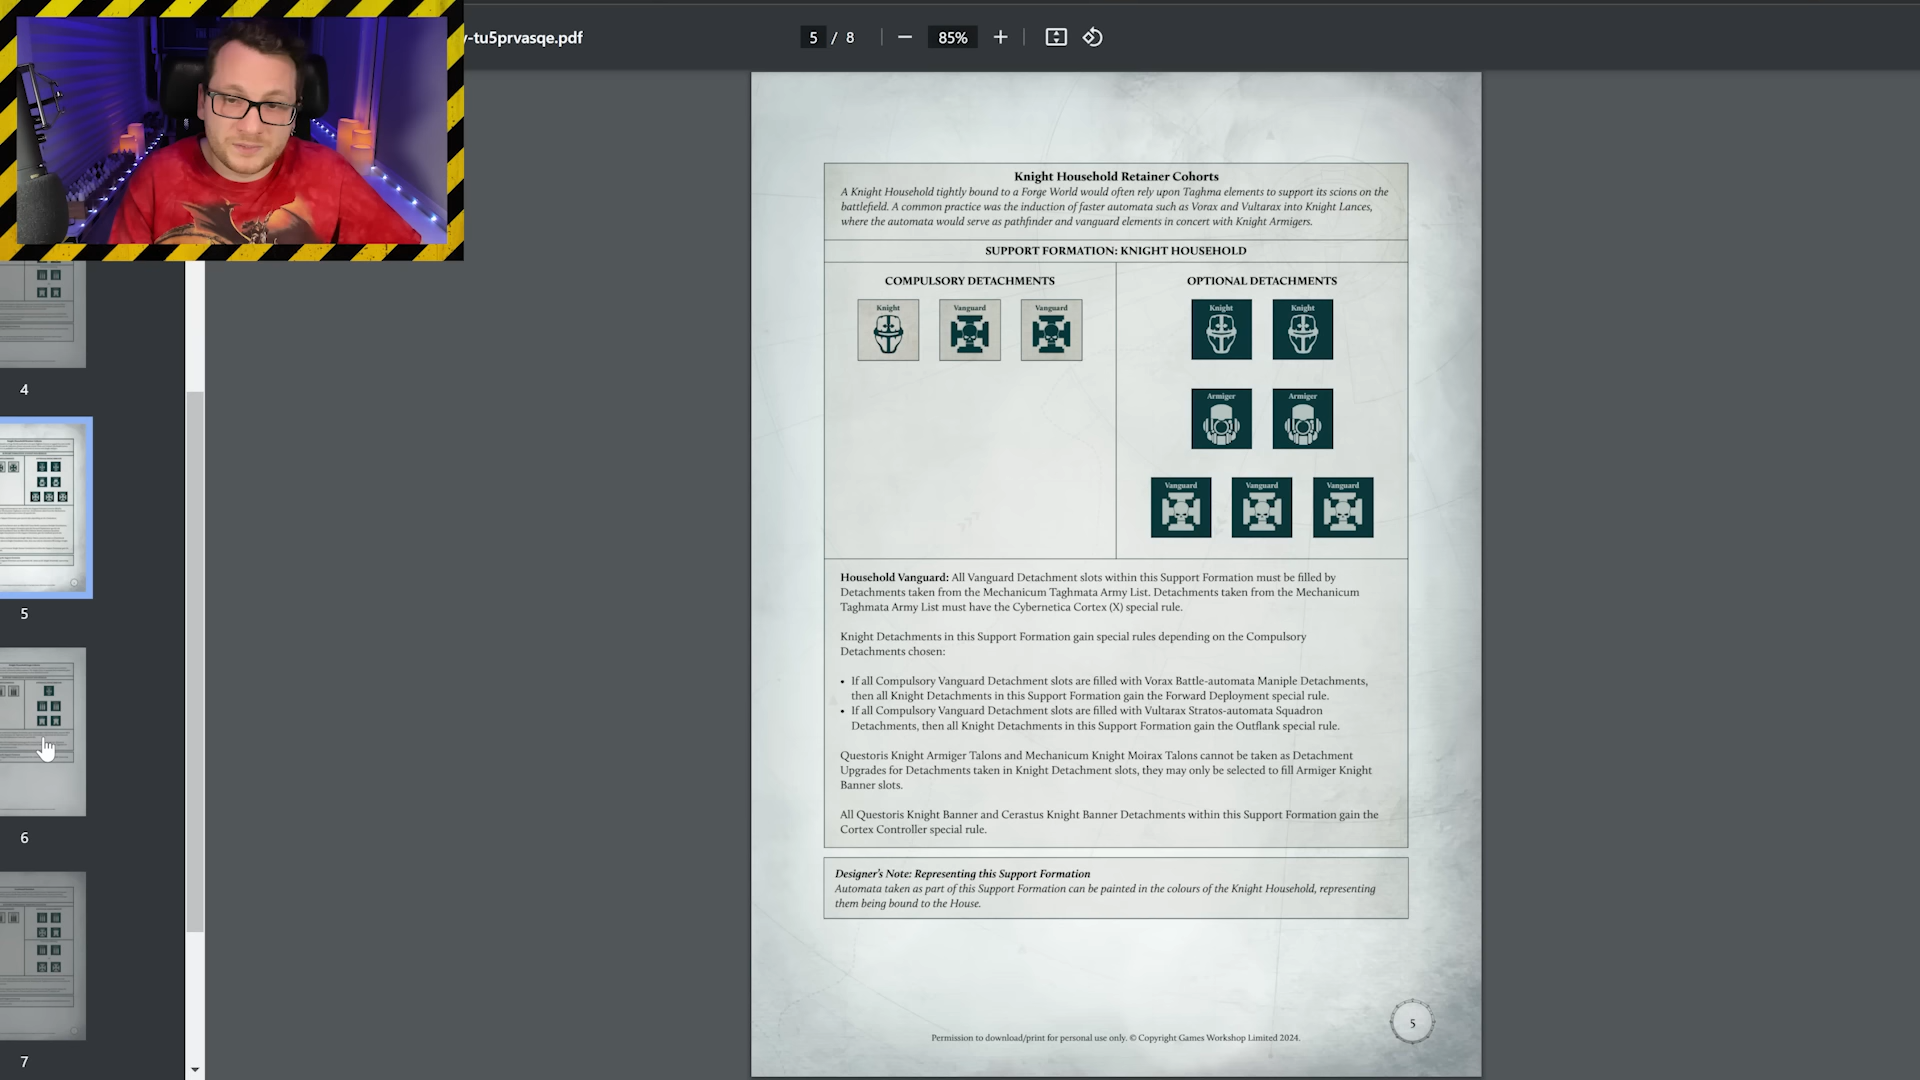 -tu5prvasqe.pdf
5 / 8
85%
Knight Household Retainer Cohorts
A Knight Household tightly bound to a Forge World would often rely upon Taghma elements to support its scions on the
battlefield. A common practice was the induction of faster automata such as Vorax and Vultarax into Knight Lances,
where the automata would serve as pathfinder and vanguard elements in concert with Knight Armigers.
SUPPORT FORMATION: KNIGHT HOUSEHOLD
COMPULSORY DETACHMENTS
OPTIONAL DETACHMENTS
Knight Vanguard Vanguard
Knight Knight
Armiger Armiger
Vanguard Vanguard Vanguard
Household Vanguard: All Vanguard Detachment slots within this Support Formation must be filled by
Detachments taken from the Mechanicum Taghmata Army List. Detachments taken from the Mechanicum
Taghmata Army List must have the Cybernetica Cortex (X) special rule.
Knight Detachments in this Support Formation gain special rules depending on the Compulsory
Detachments chosen:
• If all Compulsory Vanguard Detachment slots are filled with Vorax Battle-automata Maniple Detachments,
then all Knight Detachments in this Support Formation gain the Forward Deployment special rule.
• If all Compulsory Vanguard Detachment slots are filled with Vultarax Stratos-automata Squadron
Detachments, then all Knight Detachments in this Support Formation gain the Outflank special rule.
Questoris Knight Armiger Talons and Mechanicum Knight Moirax Talons cannot be taken as Detachment
Upgrades for Detachments taken in Knight Detachment slots, they may only be selected to fill Armiger Knight
Banner slots.
All Questoris Knight Banner and Cerastus Knight Banner Detachments within this Support Formation gain the
Cortex Controller special rule.
Designer's Note: Representing this Support Formation
Automata taken as part of this Support Formation can be painted in the colours of the Knight Household, representing
them being bound to the House.
5
Permission to download/print for personal use only. © Copyright Games Workshop Limited 2024.
4
5
6
7